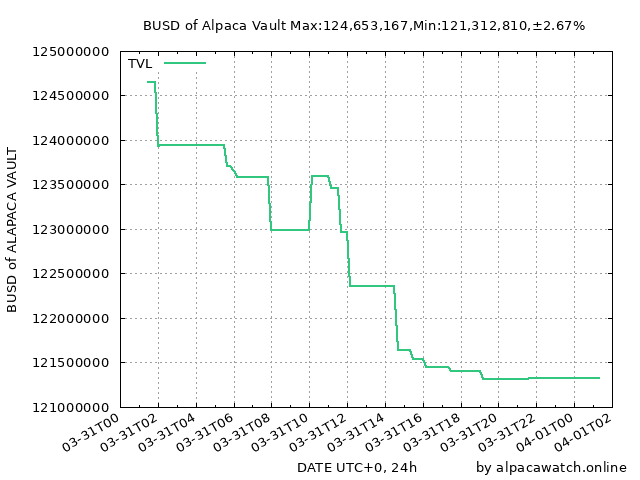 BUSD of Alpaca Vault Max:124,653,167,Min:121,312,810,±2.67%
TVL
125000000
124500000
124000000
123500000
123000000
122500000
122000000
121500000
121000000
BUSD of ALAPACA VAULT
03-31T00
03-31T02
03-31T04
03-31T06
03-31T08
03-31T10
03-31T12
03-31T14
03-31T16
03-31T18
03-31T20
03-31T22
04-01T00
04-01T02
DATE UTC+0, 24h
by alpacawatch.online